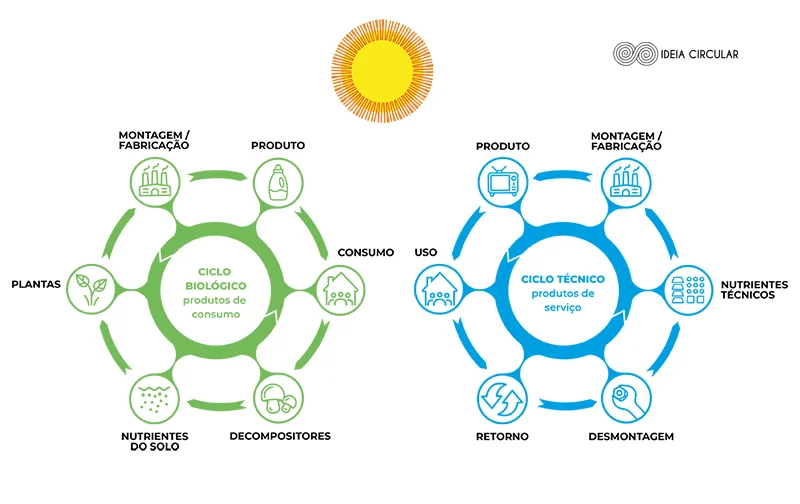 IDEIA CIRCULAR
MONTAGEM /
FABRICAÇÃO
PRODUTO
CONSUMO
DECOMPOSITORES
NUTRIENTES
DO SOLO
PLANTAS
CICLO
BIOLÓGICO
produtos de
consumo
PRODUTO
MONTAGEM /
FABRICAÇÃO
NUTRIENTES
TÉCNICOS
DESMONTAGEM
RETORNO
USO
CICLO TÉCNICO
produtos de
serviço